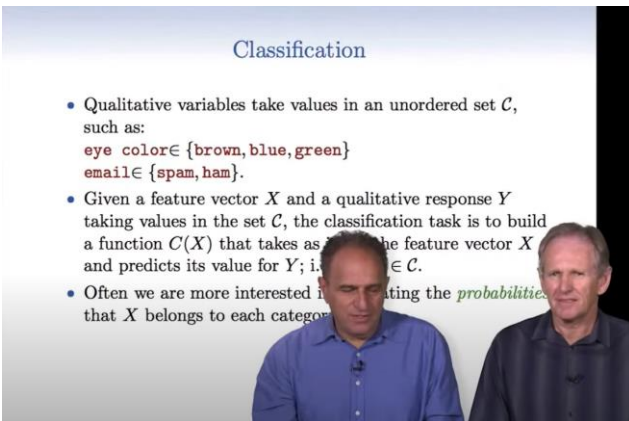 Classification
• Qualitative variables take values in an unordered set 𝒞,
such as:
eye color∈ {brown, blue, green}
email∈ {spam, ham}.
• Given a feature vector X and a qualitative response Y
taking values in the set 𝒞, the classification task is to build
a function C(X) that takes as the feature vector X
and predicts its value for Y; ∈ 𝒞.
• Often we are more interested the probabilities
that X belongs to each